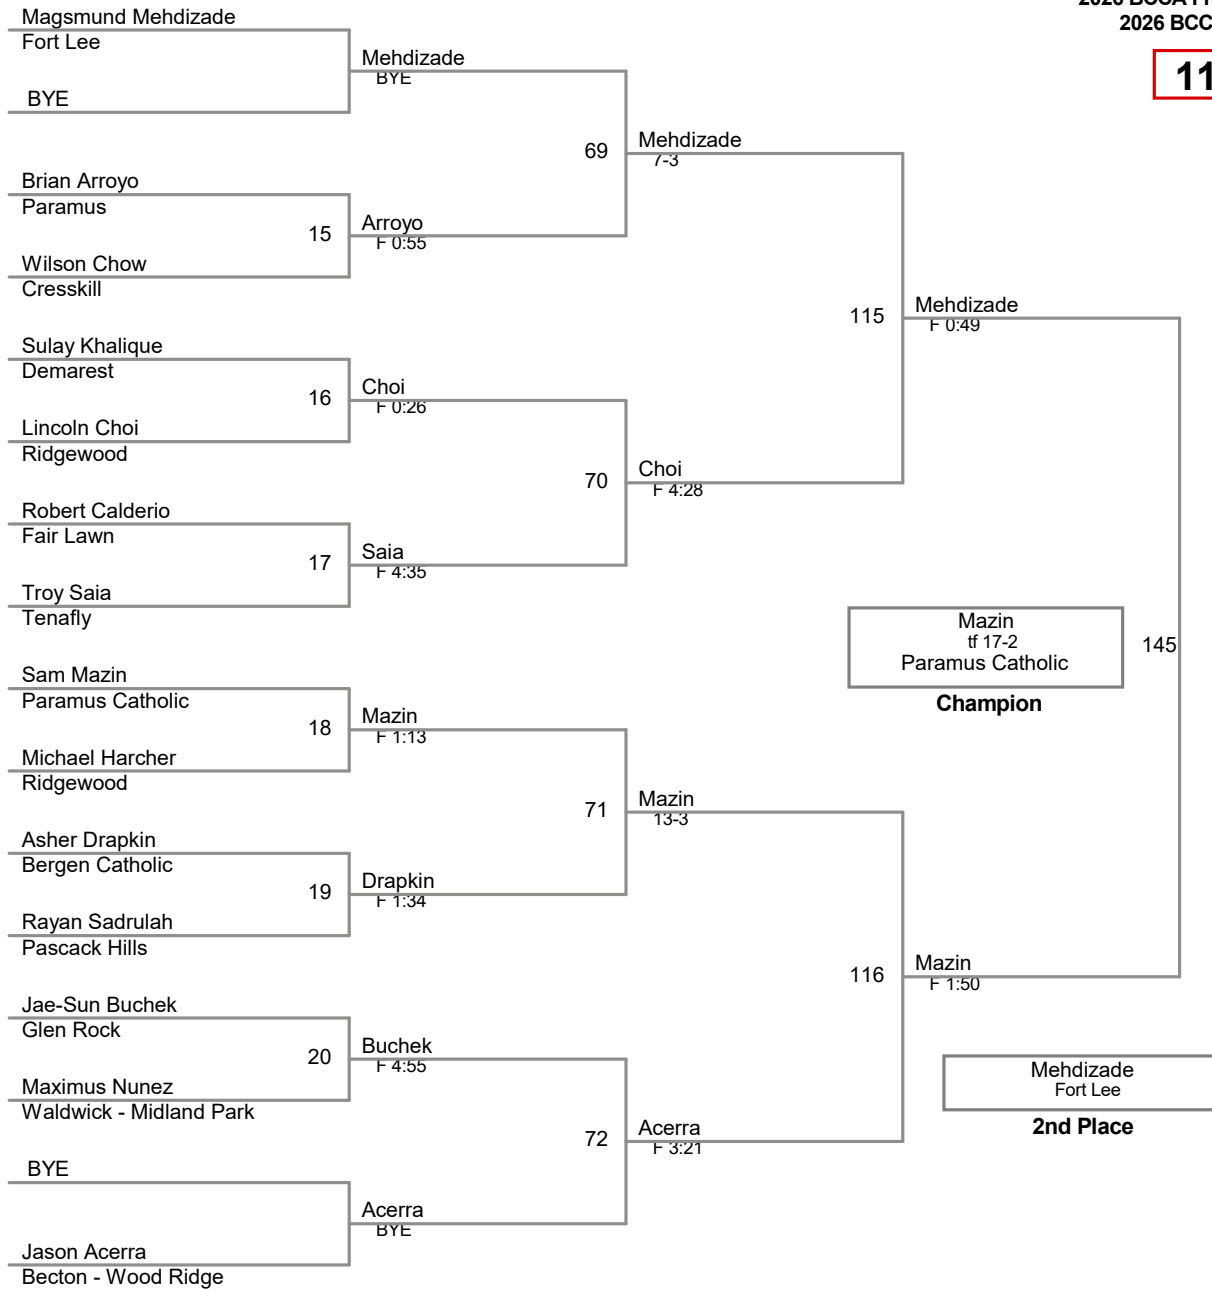 2026 BCC
11
Magsmund Mehdizade
Fort Lee
BYE
Mehdizade
BYE
69
Mehdizade
7-3
Brian Arroyo
Paramus
15
Wilson Chow
Cresskill
Arroyo
F 0:55
115
Mehdizade
F 0:49
Sulay Khalique
Demarest
16
Lincoln Choi
Ridgewood
Choi
F 0:26
70
Choi
F 4:28
Robert Calderio
Fair Lawn
17
Troy Saia
Tenafly
Saia
F 4:35
Mazin
tf 17-2
Paramus Catholic
Champion
145
Sam Mazin
Paramus Catholic
18
Michael Harcher
Ridgewood
Mazin
F 1:13
71
Mazin
13-3
Asher Drapkin
Bergen Catholic
19
Rayan Sadrulah
Pascack Hills
Drapkin
F 1:34
116
Mazin
F 1:50
Jae-Sun Buchek
Glen Rock
20
Maximus Nunez
Waldwick - Midland Park
Buchek
F 4:55
72
Acerra
F 3:21
Mehdizade
Fort Lee
2nd Place
BYE
Jason Acerra
Becton - Wood Ridge
Acerra
BYE